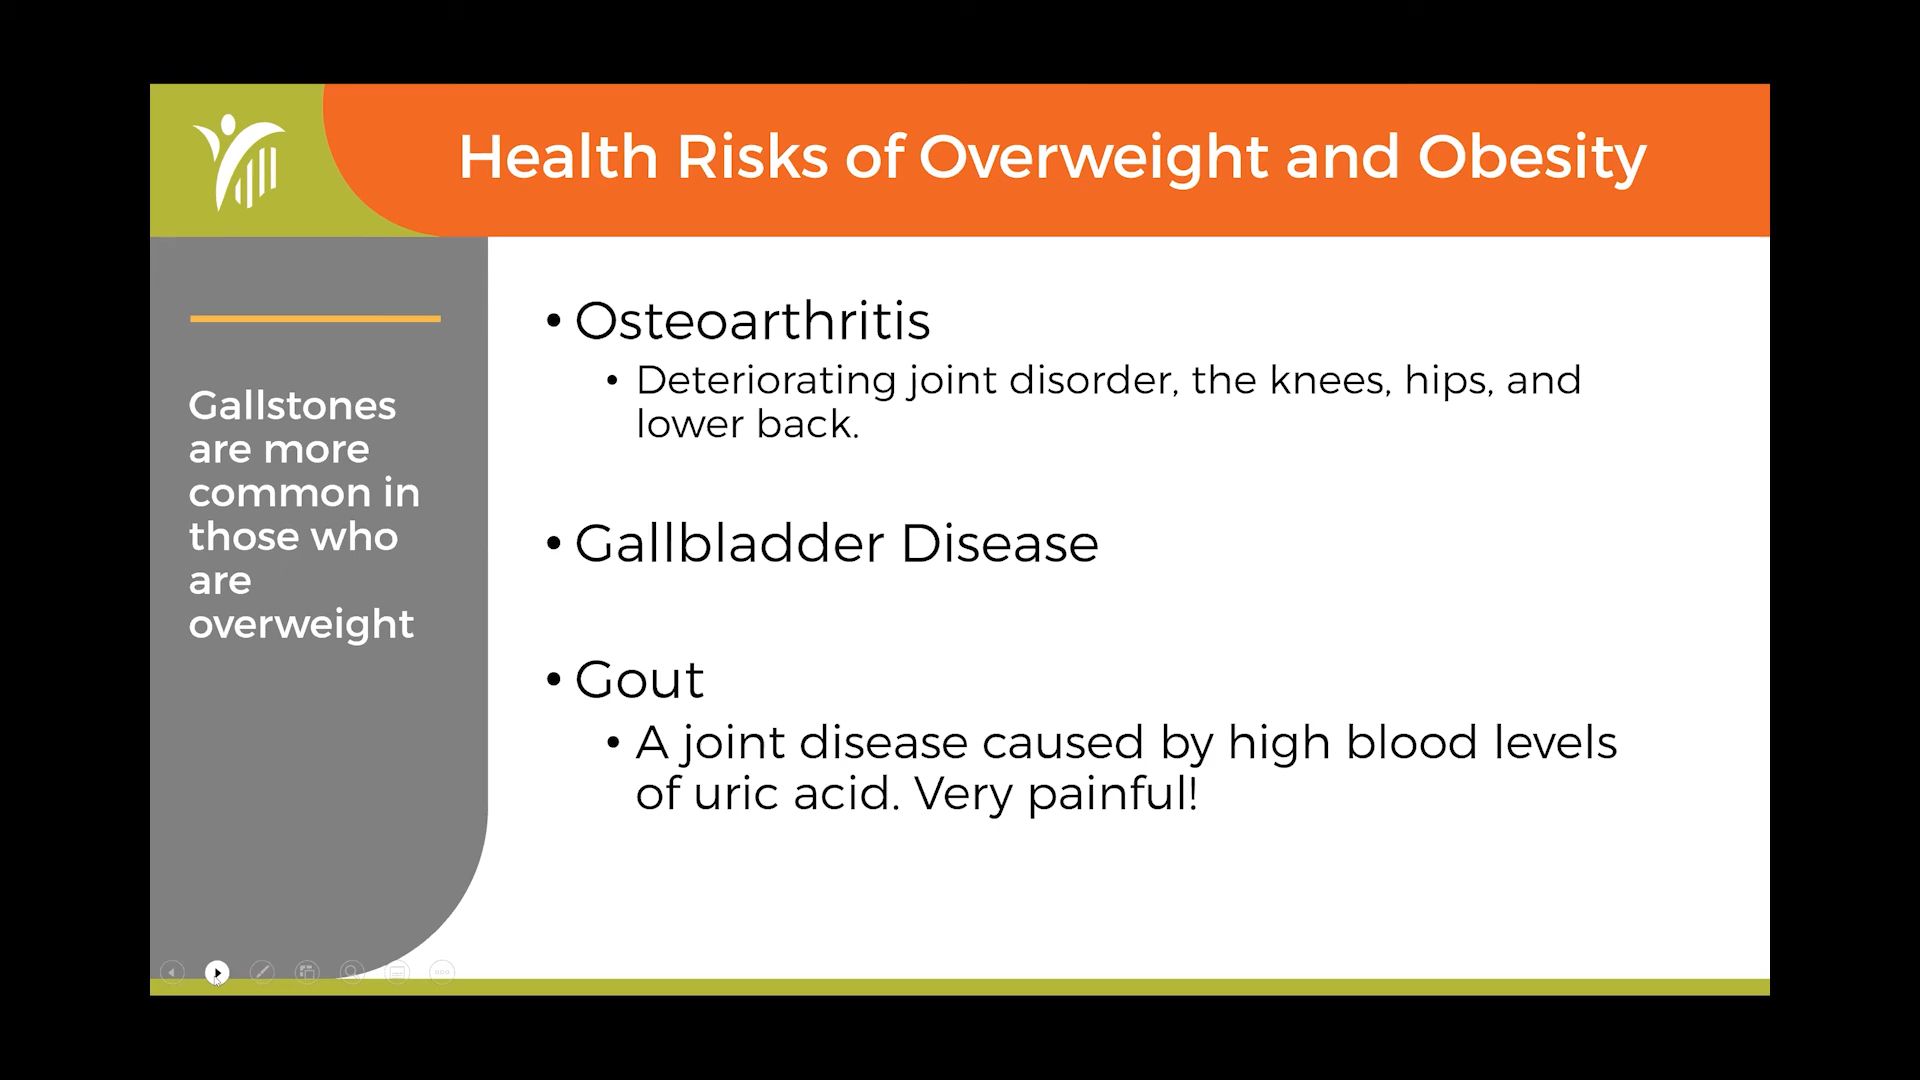 Health Risks of Overweight and Obesity
Gallstones
are more
common in
those who
are
overweight
• Osteoarthritis
• Deteriorating joint disorder, the knees, hips, and
lower back.
• Gallbladder Disease
• Gout
• A joint disease caused by high blood levels
of uric acid. Very painful!